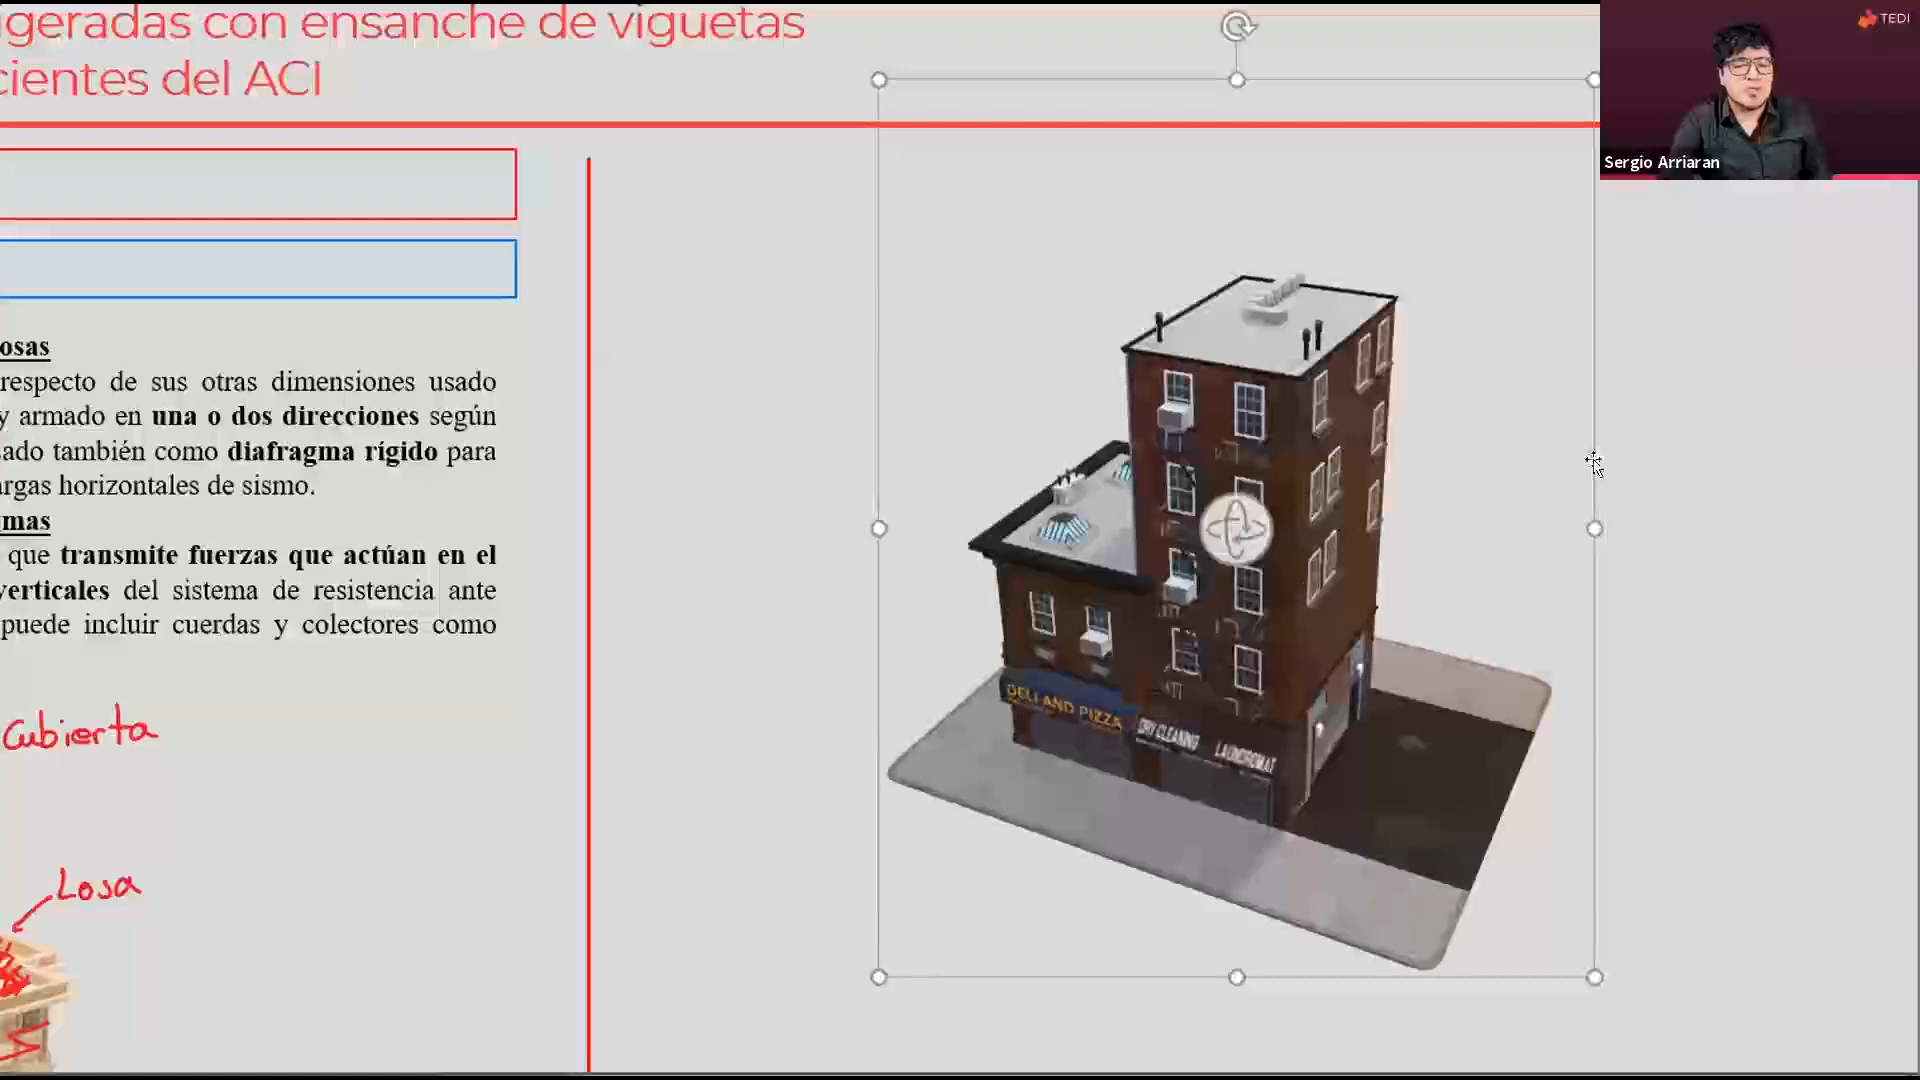 igeradas con ensanche de viguetas
cientes del ACI
TEDI
Sergio Arriaran
osas
respecto de sus otras dimensiones usado
y armado en una o dos direcciones según
ado también como diafragma rígido para
argas horizontales de sismo.
mas
que transmite fuerzas que actúan en el
verticales del sistema de resistencia ante
puede incluir cuerdas y colectores como
Cubierta
Losa
DELI AND PIZZA
DRY CLEANING
LAUNDROMAT